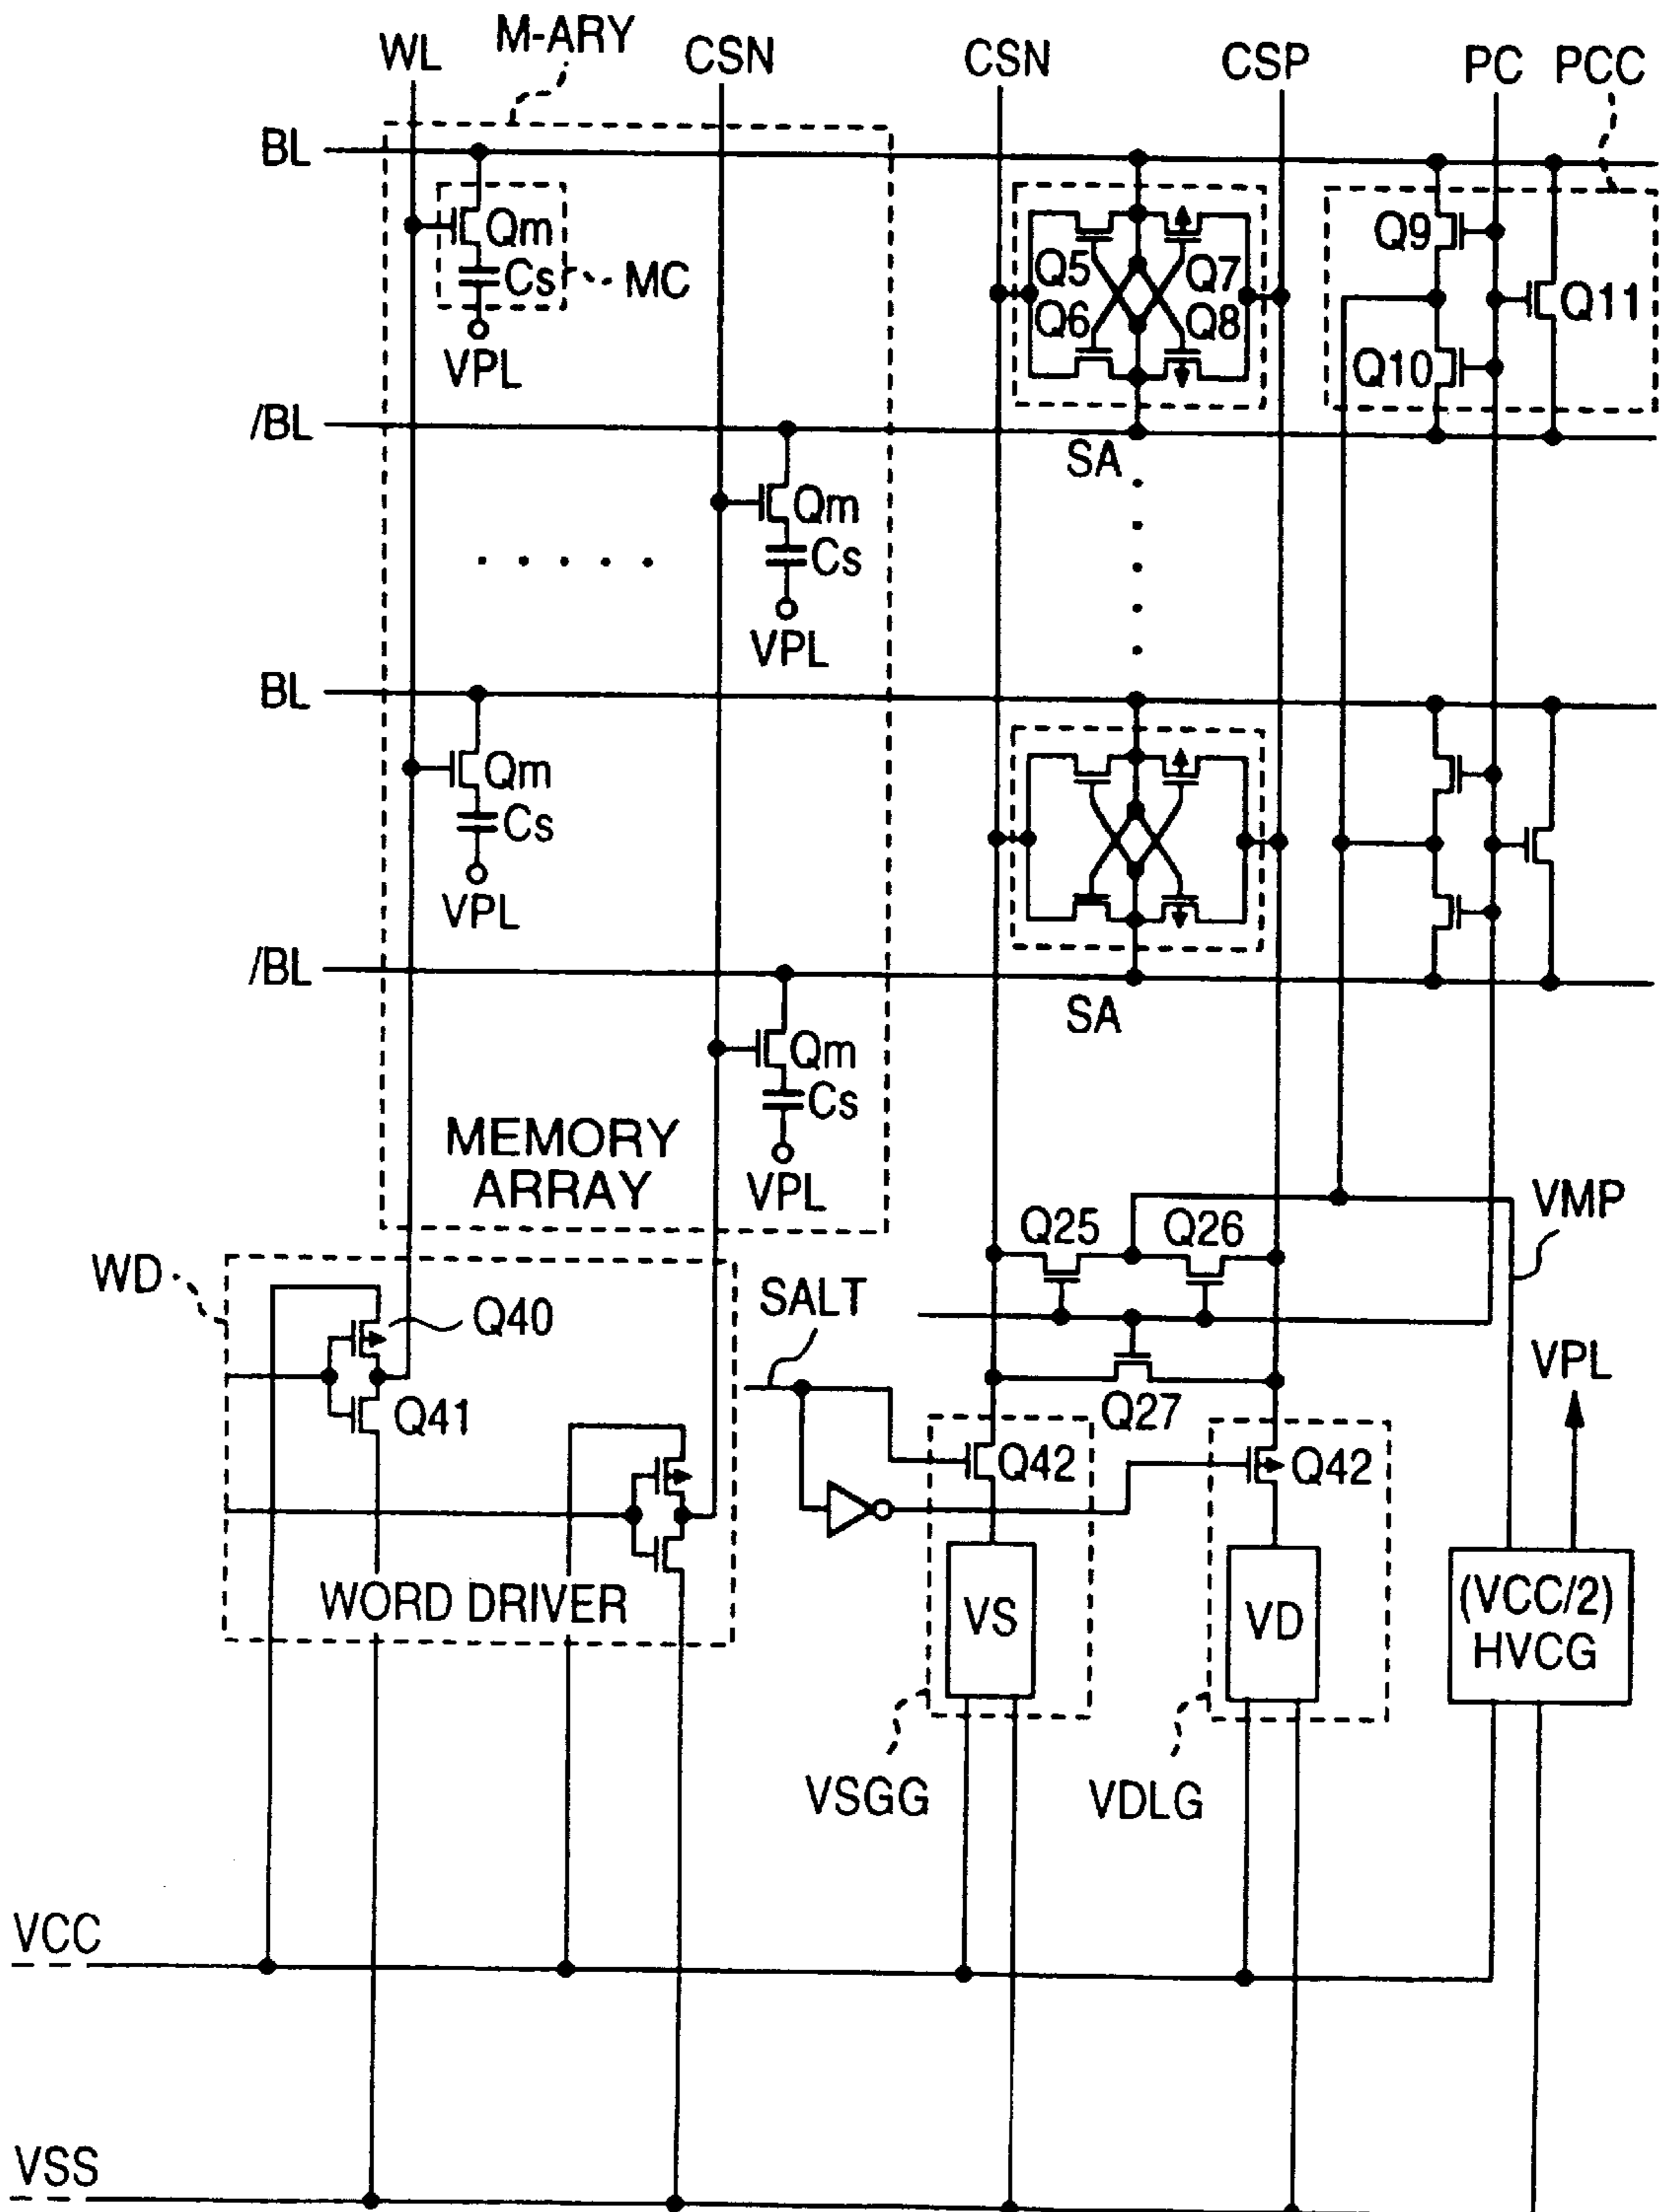 WL M-ARY CSN CSN CSP PC PCC
BL
Qm
Cs
MC
VPL
Q5
Q7
Q6
Q8
Q9
Q11
Q10
/BL
SA
Qm
Cs
VPL
BL
Qm
Cs
VPL
/BL
SA
Qm
Cs
VPL
MEMORY
ARRAY
VMP
Q25
Q26
WD
SALT
Q40
VPL
Q41
Q27
Q42
Q42
WORD DRIVER
VS
VD
(VCC/2)
HVCG
VSGG
VDLG
VCC
VSS